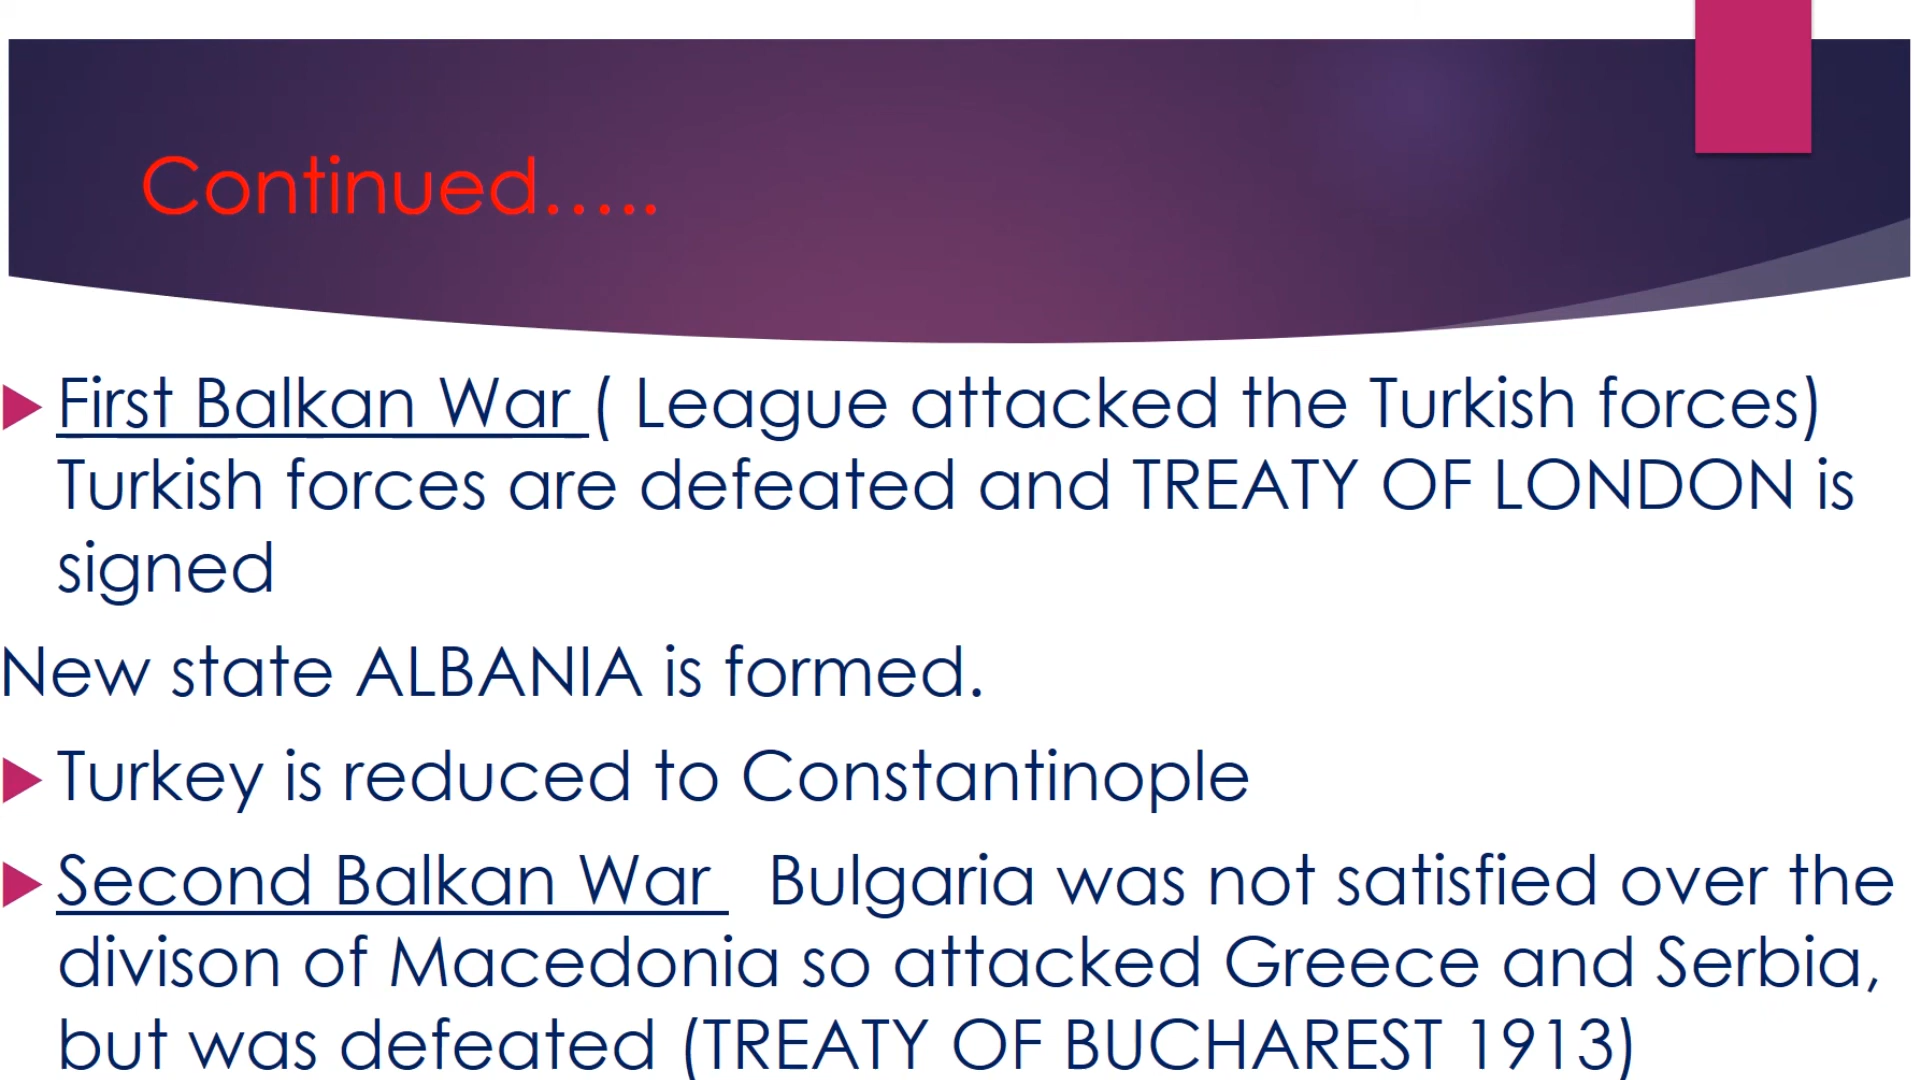 Continued.....
First Balkan War ( League attacked the Turkish forces)
Turkish forces are defeated and TREATY OF LONDON is
signed
New state ALBANIA is formed.
Turkey is reduced to Constantinople
Second Balkan War Bulgaria was not satisfied over the
divison of Macedonia so attacked Greece and Serbia,
but was defeated (TREATY OF BUCHAREST 1913)